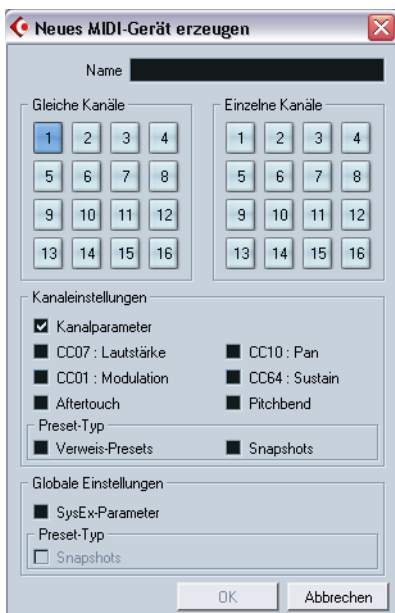 Neues MIDI-Gerät erzeugen
Name
Gleiche Kanäle
1 2 3 4
5 6 7 8
9 10 11 12
13 14 15 16
Einzelne Kanäle
1 2 3 4
5 6 7 8
9 10 11 12
13 14 15 16
Kanaleinstellungen
Kanalparameter
CC07 : Lautstärke CC10 : Pan
CC01 : Modulation CC64 : Sustain
Aftertouch Pitchbend
Preset-Typ
Verweis-Presets Snapshots
Globale Einstellungen
SysEx-Parameter
Preset-Typ
Snapshots
OK Abbrechen